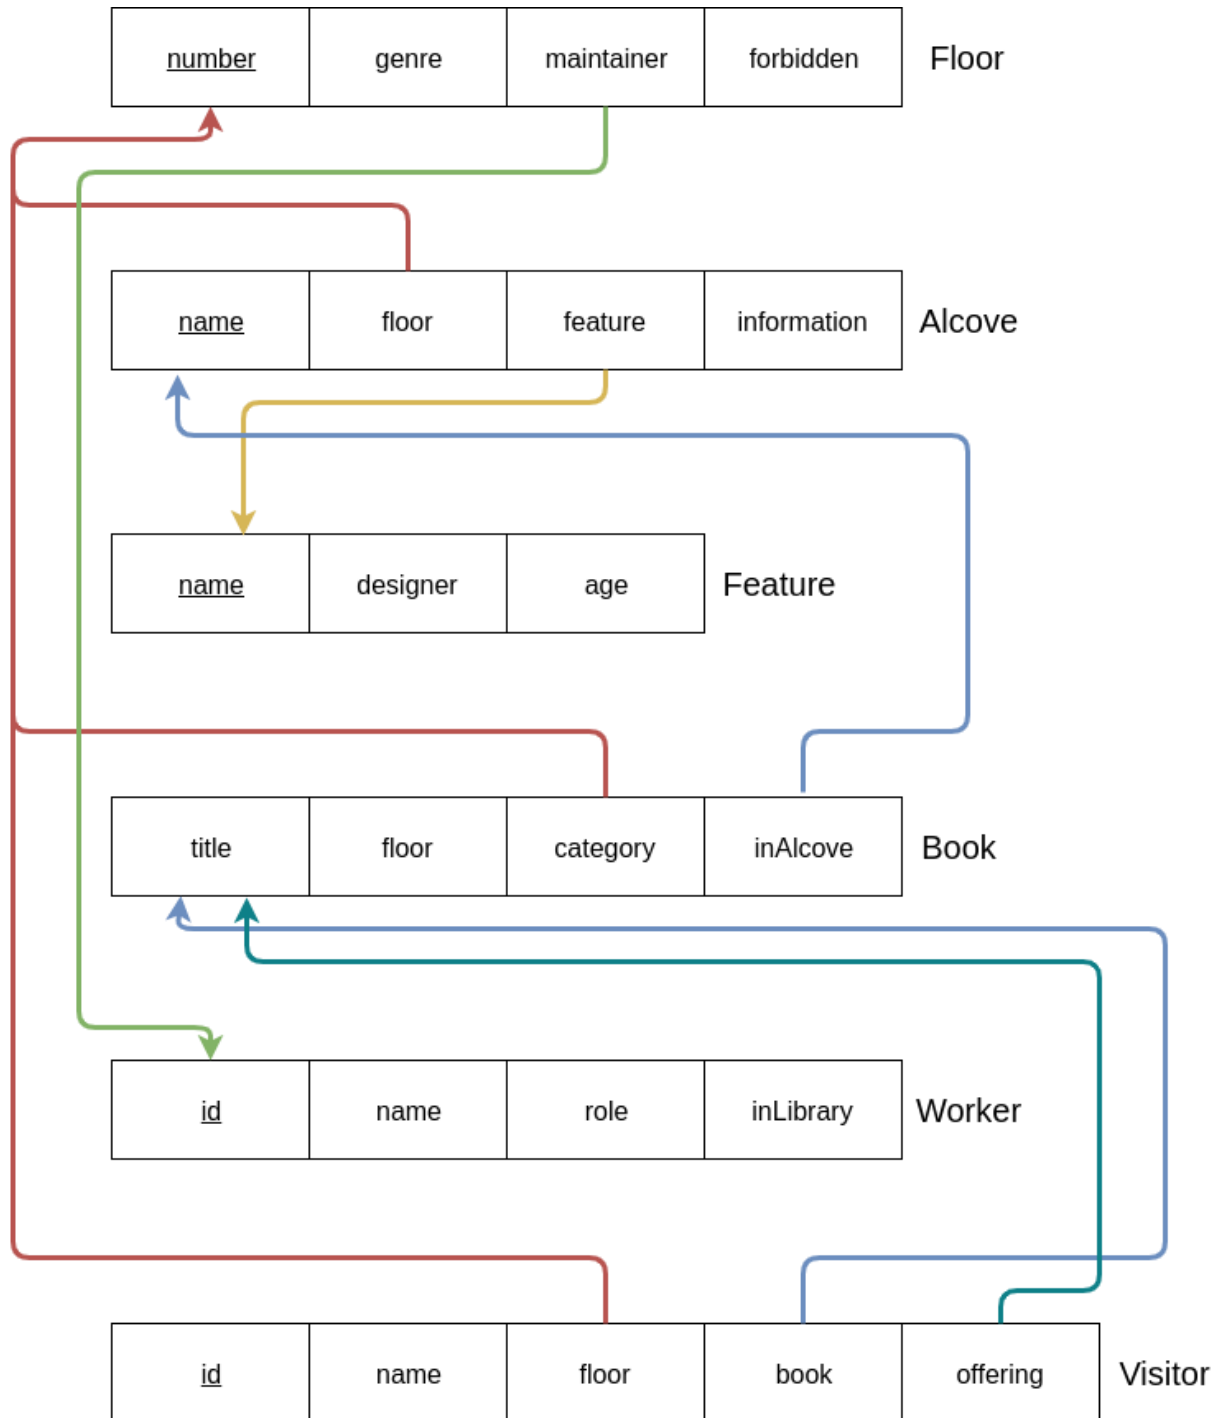 number genre maintainer forbidden Floor
name floor feature information Alcove
name designer age Feature
title floor category inAlcove Book
id name role inLibrary Worker
id name floor book offering Visitor